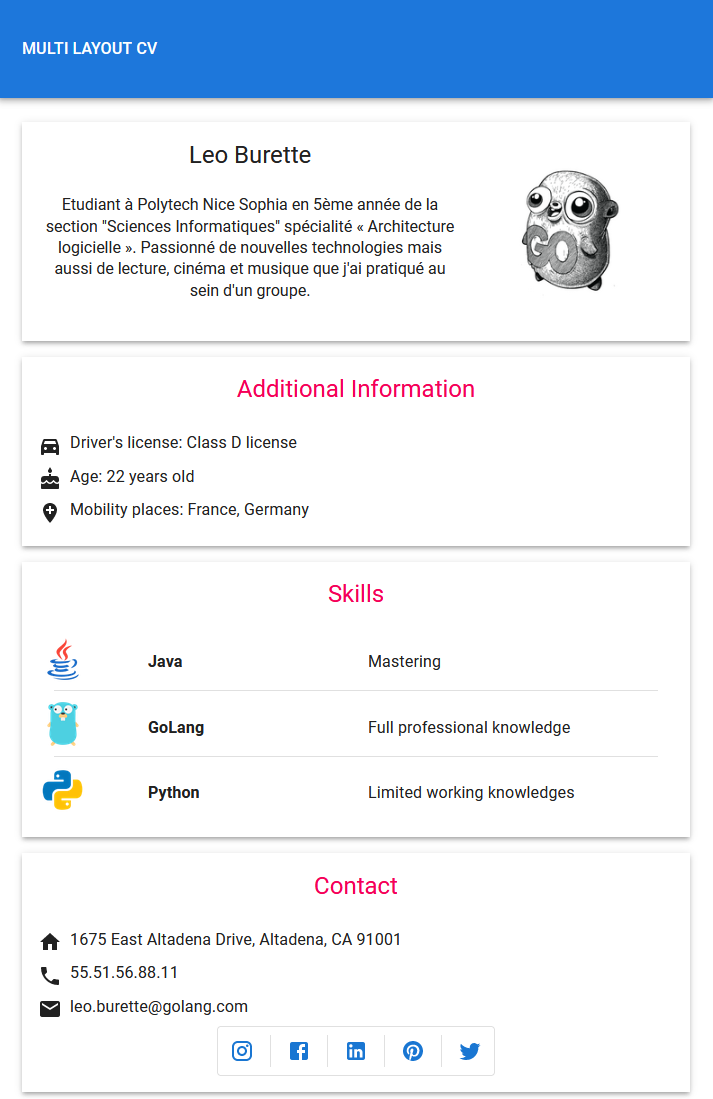 MULTI LAYOUT CV
Leo Burette
Etudiant à Polytech Nice Sophia en 5ème année de la
section "Sciences Informatiques" spécialité « Architecture
logicielle ». Passionné de nouvelles technologies mais
aussi de lecture, cinéma et musique que j'ai pratiqué au
sein d'un groupe.
GO
Additional Information
Driver's license: Class D license
Age: 22 years old
Mobility places: France, Germany
Skills
Java Mastering
GoLang Full professional knowledge
Python Limited working knowledges
Contact
1675 East Altadena Drive, Altadena, CA 91001
55.51.56.88.11
leo.burette@golang.com